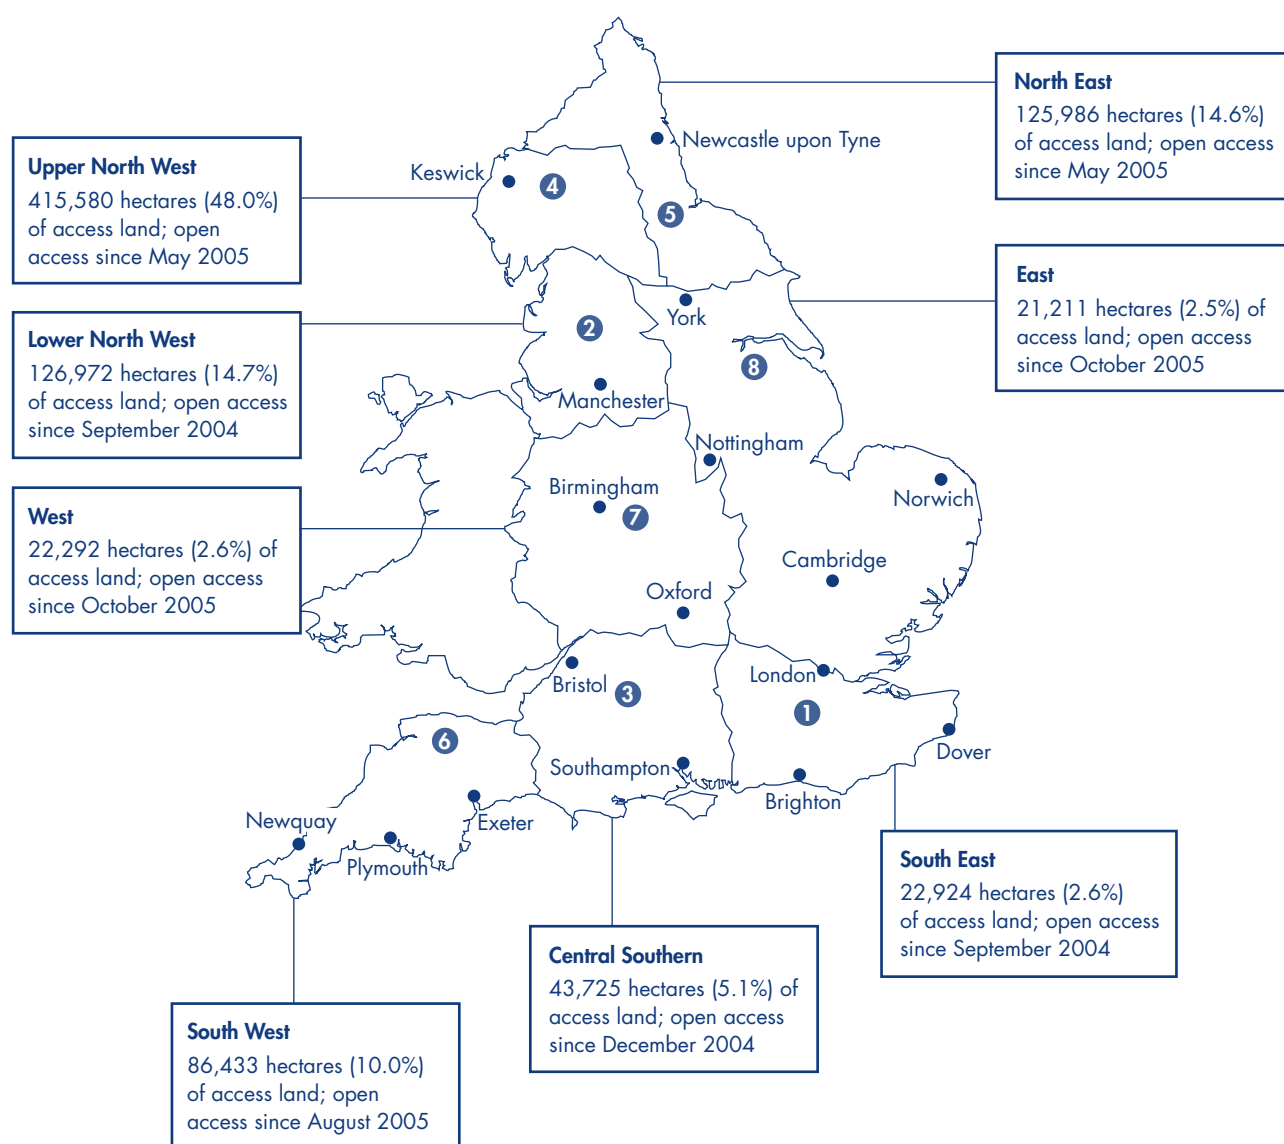 North East
125,986 hectares (14.6%)
of access land; open access
since May 2005
Newcastle upon Tyne
Upper North West
415,580 hectares (48.0%)
of access land; open
access since May 2005
Keswick
4
5
East
21,211 hectares (2.5%) of
access land; open access
since October 2005
York
Lower North West
126,972 hectares (14.7%)
of access land; open access
since September 2004
2
8
Manchester
Nottingham
Norwich
West
22,292 hectares (2.6%) of
access land; open access
since October 2005
Birmingham
7
Cambridge
Oxford
London
Bristol
3
1
6
Dover
Southampton
Brighton
Newquay
Exeter
Plymouth
South East
22,924 hectares (2.6%)
of access land; open access
since September 2004
Central Southern
43,725 hectares (5.1%) of
access land; open access
since December 2004
South West
86,433 hectares (10.0%)
of access land; open
access since August 2005